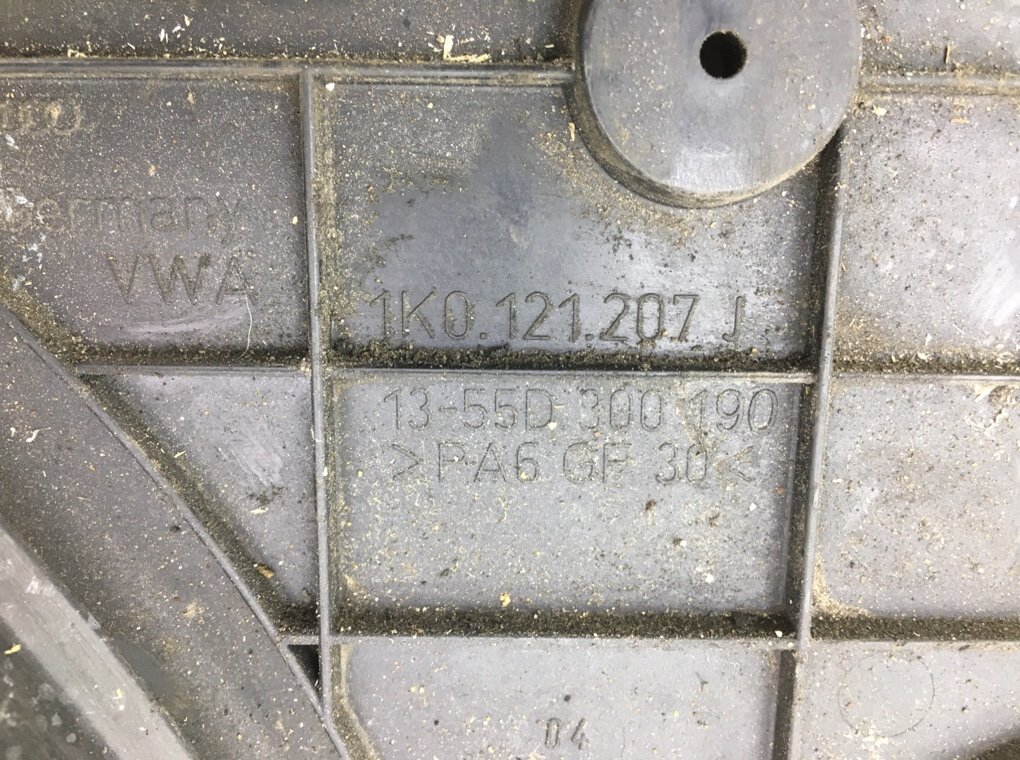 Germany
VWA
1K0.121.207 J
13-55D.300 190
>PA6 GF 30<
04